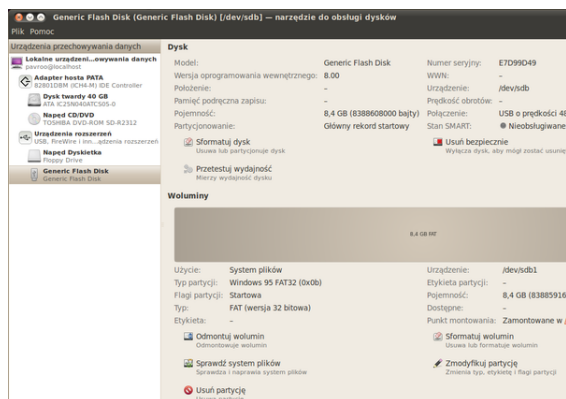 Generic Flash Disk (Generic Flash Disk) [/dev/sdb] — narzędzie do obsługi dysków
Plik Pomoc
Urządzenia przechowywania danych
Lokalne urządzeni...owywania danych
pavroo@localhost
Adapter hosta PATA
82801DBM (ICH4-M) IDE Controller
Dysk twardy 40 GB
ATA IC25N040ATCS05-0
Napęd CD/DVD
TOSHIBA DVD-ROM SD-R2312
Urządzenia rozszerzeń
USB, FireWire i inn...ądzenia rozszerzeń
Napęd Dyskietka
Floppy Drive
Generic Flash Disk
Generic Flash Disk
Dysk
Model: Generic Flash Disk Numer seryjny: E7D99D49
Wersja oprogramowania wewnętrznego: 8.00 WWN: –
Położenie: – Urządzenie: /dev/sdb
Pamięć podręczna zapisu: – Prędkość obrotów: –
Pojemność: 8,4 GB (8388608000 bajty) Połączenie: USB o prędkości 48
Partycjonowanie: Główny rekord startowy Stan SMART: Nieobsługiwane
Sformatuj dysk Usuń bezpiecznie
Usuwa lub partycjonuje dysk Wyłącza dysk, aby mógł zostać usunię
Przetestuj wydajność
Mierzy wydajność dysku
Woluminy
8,4 GB FAT
Użycie: System plików Urządzenie: /dev/sdb1
Typ partycji: Windows 95 FAT32 (0x0b) Etykieta partycji: –
Flagi partycji: Startowa Pojemność: 8,4 GB (83885916
Typ: FAT (wersja 32 bitowa) Dostępne: –
Etykieta: – Punkt montowania: Zamontowane w /
Odmontuj wolumin Sformatuj wolumin
Odmontowuje wolumin Usuwa lub formatuje wolumin
Sprawdź system plików Zmodyfikuj partycję
Sprawdza i naprawia system plików Zmienia typ, etykietę i flagi partycji
Usuń partycję